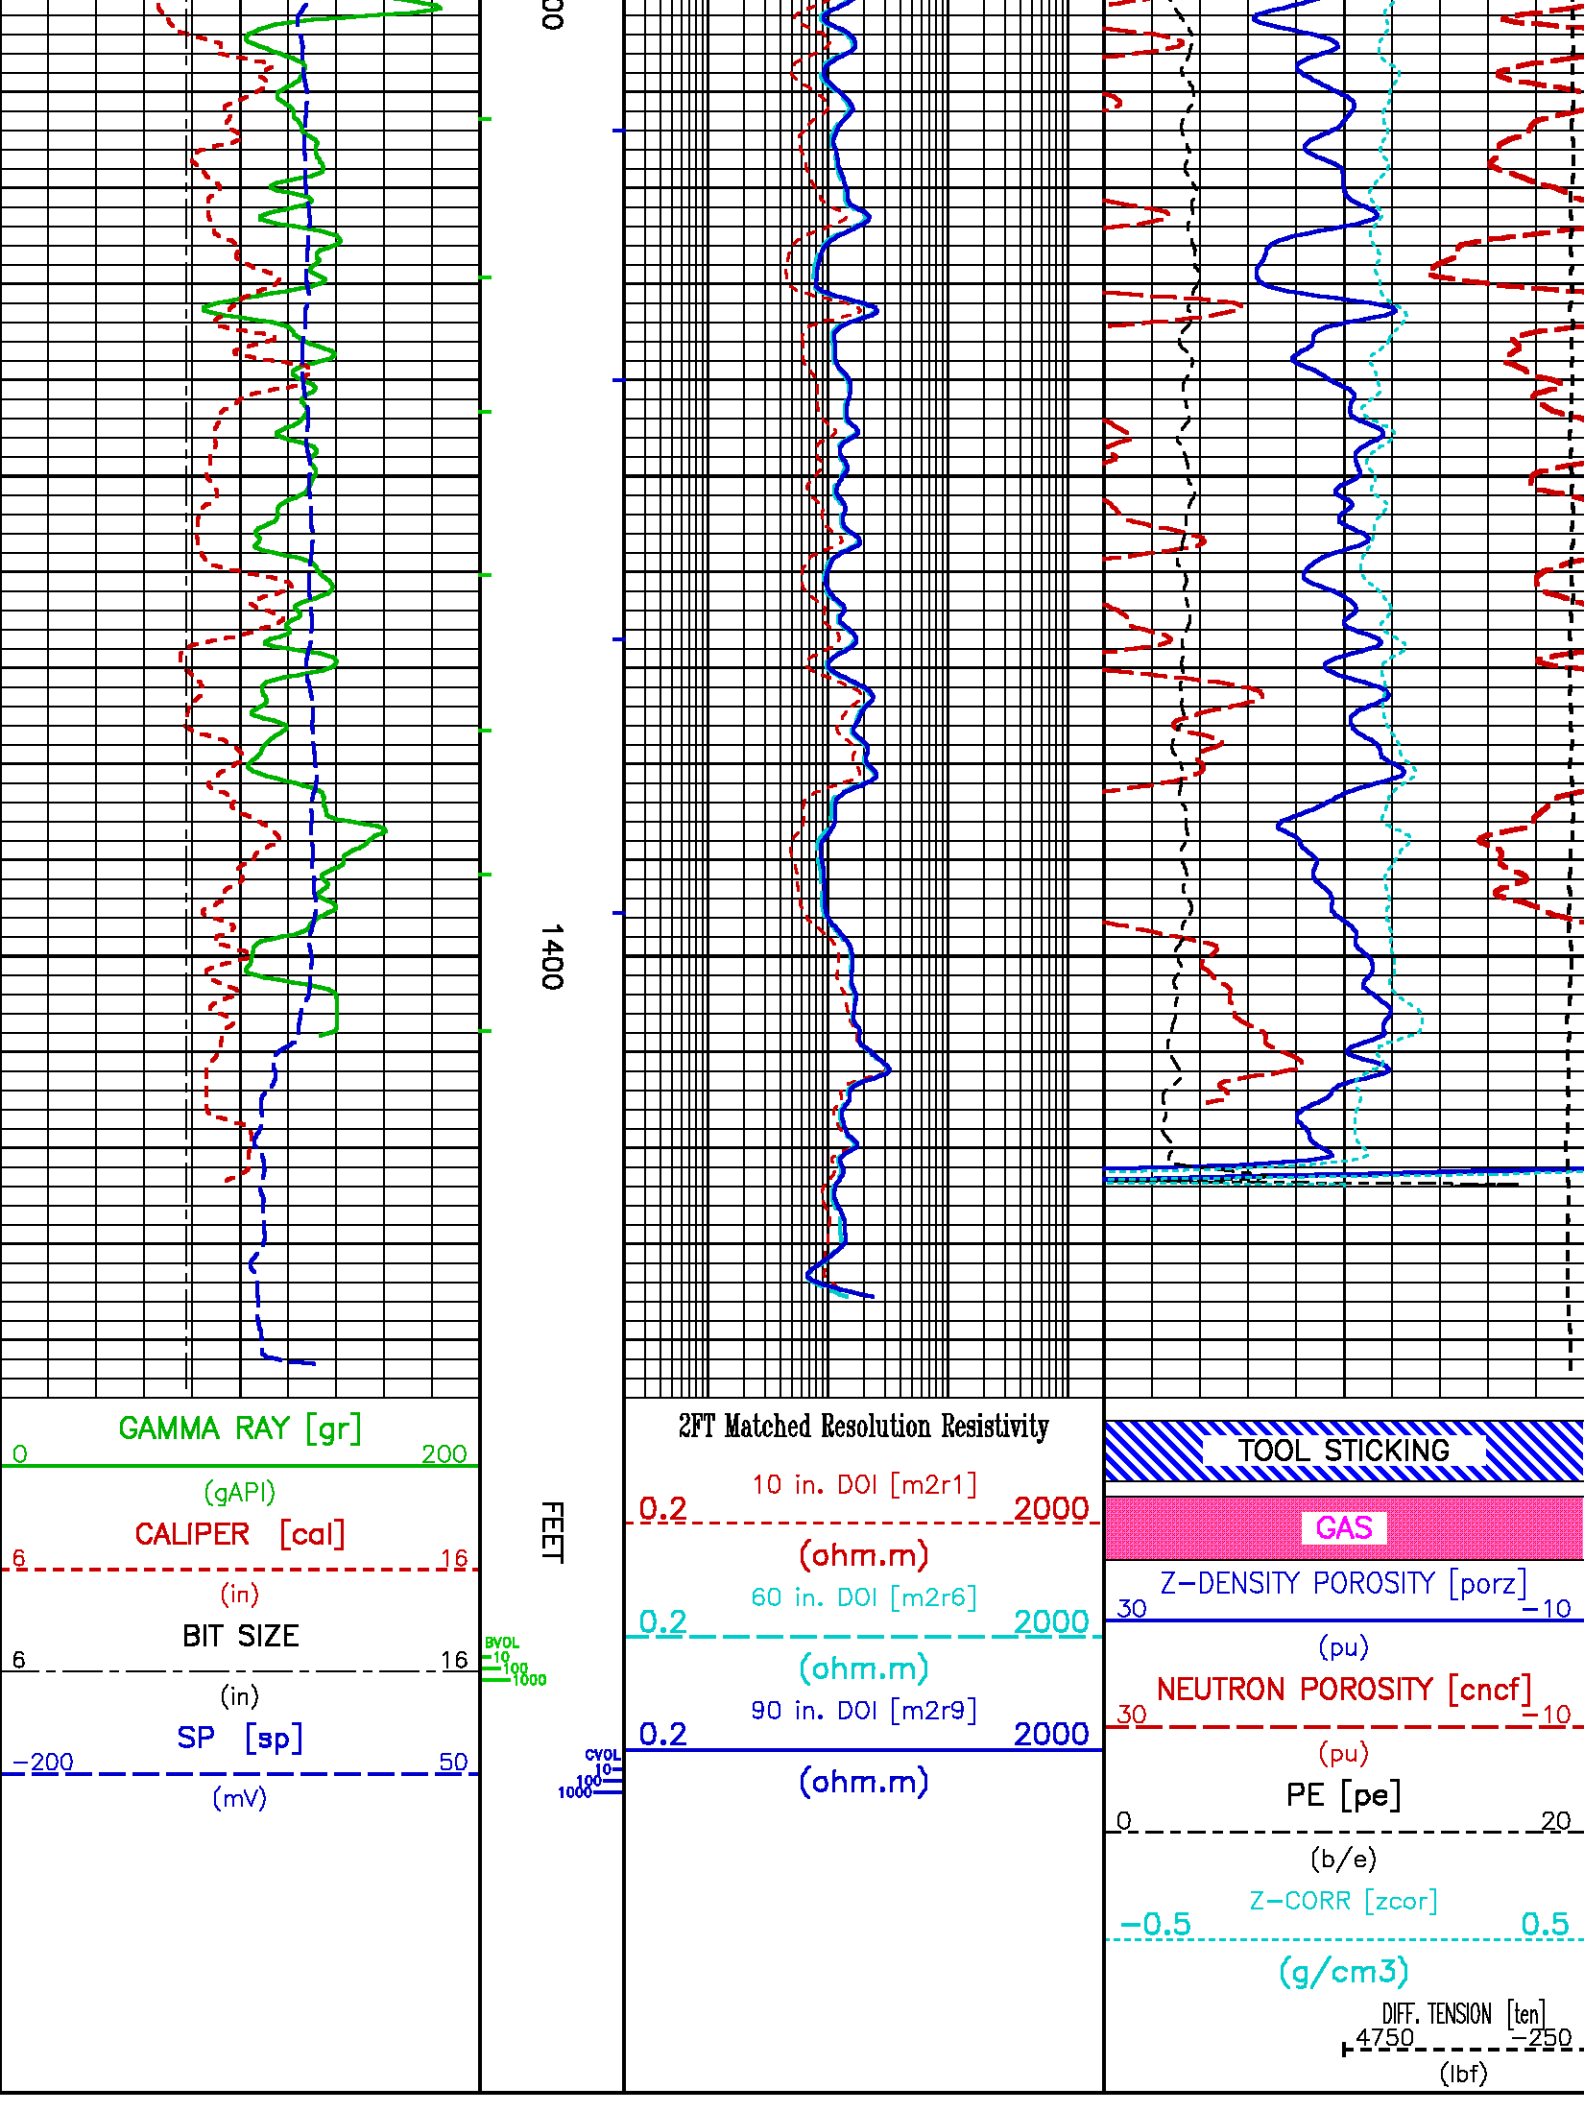 00
1400
FEET
GAMMA RAY [gr]
0 200
(gAPI)
CALIPER [cal]
6 16
(in)
BIT SIZE
6 16
(in)
SP [sp]
-200 50
(mV)
BVOL
10
100
1000
CVOL
10
100
1000
2FT Matched Resolution Resistivity
10 in. DOI [m2r1]
0.2 2000
(ohm.m)
60 in. DOI [m2r6]
0.2 2000
(ohm.m)
90 in. DOI [m2r9]
0.2 2000
(ohm.m)
TOOL STICKING
GAS
Z-DENSITY POROSITY [porz]
30 -10
(pu)
NEUTRON POROSITY [cncf]
30 -10
(pu)
PE [pe]
0 20
(b/e)
Z-CORR [zcor]
-0.5 0.5
(g/cm3)
DIFF. TENSION [ten]
4750 -250
(lbf)